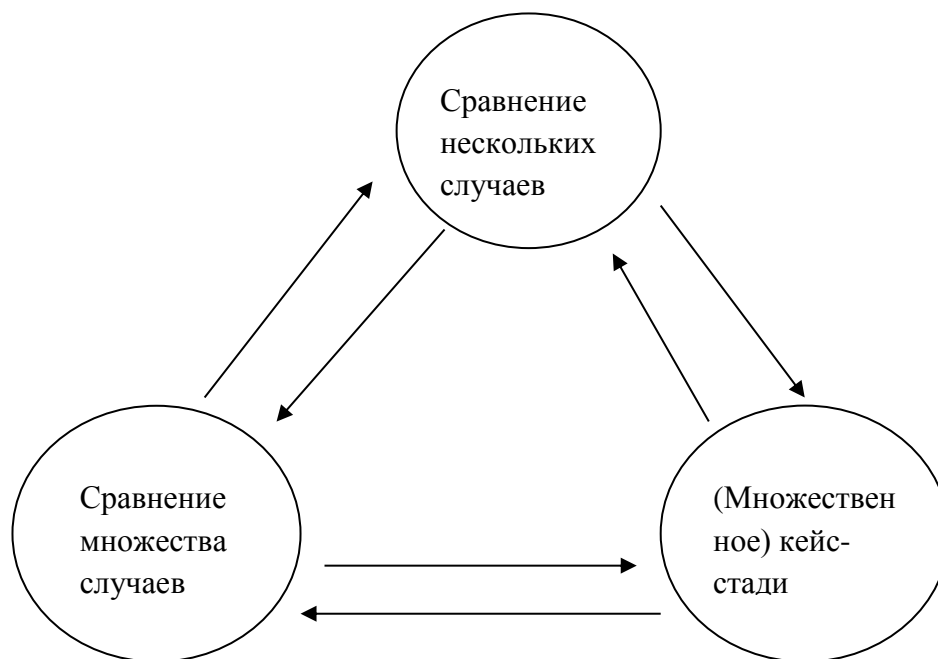 Сравнение
нескольких
случаев
Сравнение
множества
случаев
(Множествен
ное) кейс-
стади